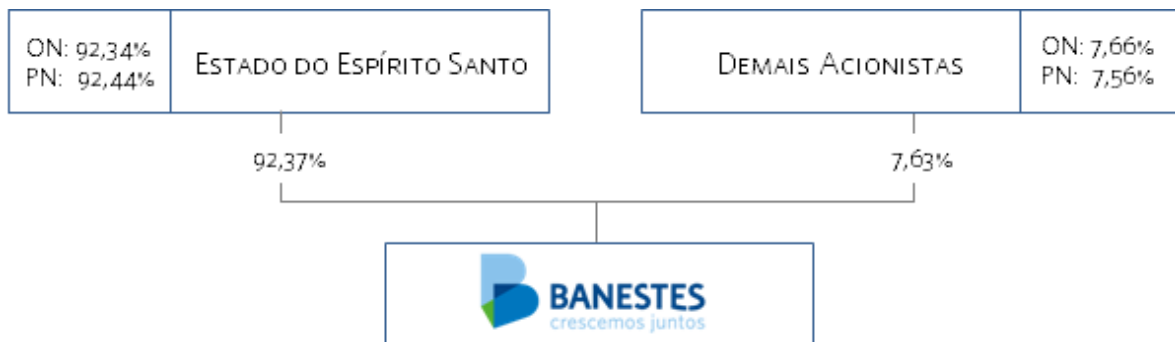 ON: 92,34%
PN: 92,44%
Estado do Espírito Santo
Demais Acionistas
ON: 7,66%
PN: 7,56%
92,37%
7,63%
BANESTES
crescemos juntos